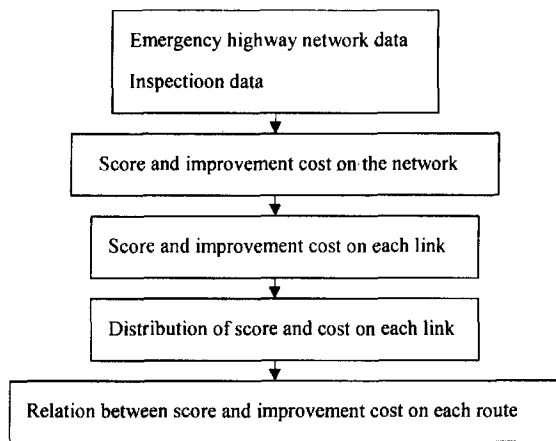 Emergency highway network data
Inspectioon data
Score and improvement cost on the network
Score and improvement cost on each link
Distribution of score and cost on each link
Relation between score and improvement cost on each route